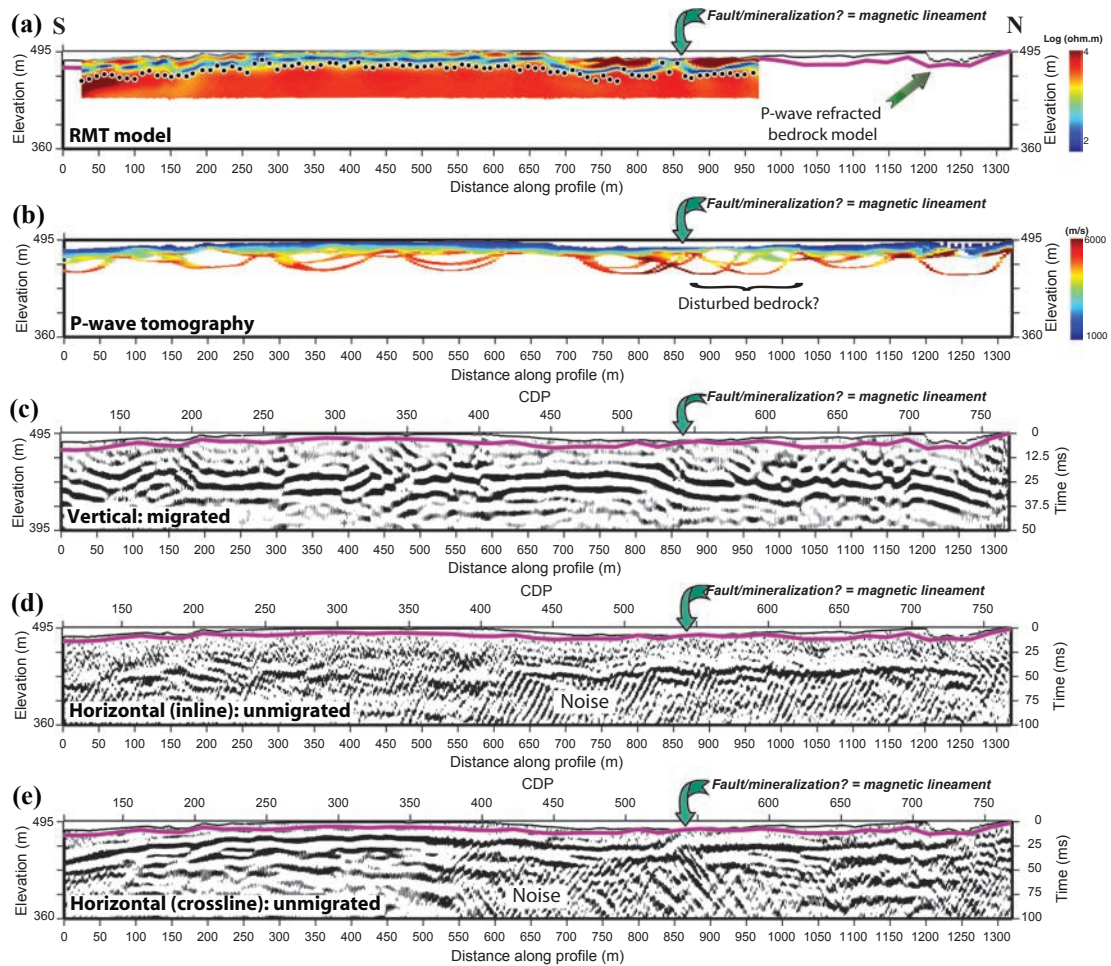 (a) S
Fault/mineralization? = magnetic lineament
N
Log (ohm.m)
495
495
4
Elevation (m)
Elevation (m)
P-wave refracted
bedrock model
2
RMT model
360
360
0 50 100 150 200 250 300 350 400 450 500 550 600 650 700 750 800 850 900 950 1000 1050 1100 1150 1200 1250 1300
Distance along profile (m)
(b)
Fault/mineralization? = magnetic lineament
(m/s)
495
495
6000
Elevation (m)
Elevation (m)
Disturbed bedrock?
P-wave tomography
1000
360
360
0 50 100 150 200 250 300 350 400 450 500 550 600 650 700 750 800 850 900 950 1000 1050 1100 1150 1200 1250 1300
Distance along profile (m)
(c)
CDP
Fault/mineralization? = magnetic lineament
150 200 250 300 350 400 450 500 600 650 700 750
495
0
12.5
25
37.5
50
Elevation (m)
Time (ms)
Vertical: migrated
395
0 50 100 150 200 250 300 350 400 450 500 550 600 650 700 750 800 850 900 950 1000 1050 1100 1150 1200 1250 1300
Distance along profile (m)
(d)
CDP
Fault/mineralization? = magnetic lineament
150 200 250 300 350 400 450 500 600 650 700 750
495
0
25
50
75
100
Elevation (m)
Time (ms)
Noise
Horizontal (inline): unmigrated
360
0 50 100 150 200 250 300 350 400 450 500 550 600 650 700 750 800 850 900 950 1000 1050 1100 1150 1200 1250 1300
Distance along profile (m)
(e)
CDP
Fault/mineralization? = magnetic lineament
150 200 250 300 350 400 450 500 600 650 700 750
495
0
25
50
75
100
Elevation (m)
Time (ms)
Noise
Horizontal (crossline): unmigrated
360
0 50 100 150 200 250 300 350 400 450 500 550 600 650 700 750 800 850 900 950 1000 1050 1100 1150 1200 1250 1300
Distance along profile (m)